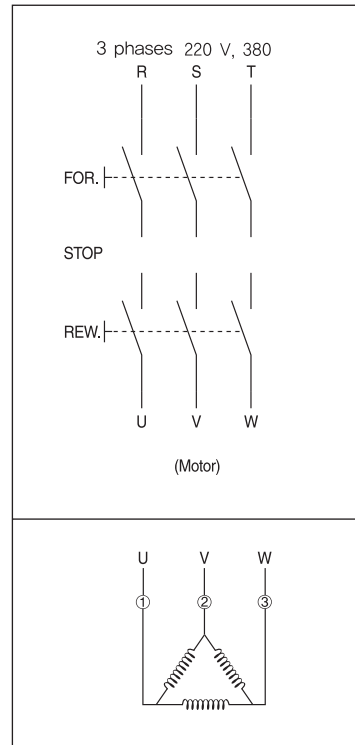 3 phases 220 V, 380
R S T
FOR.
STOP
REW.
U V W
(Motor)
U V W
① ② ③